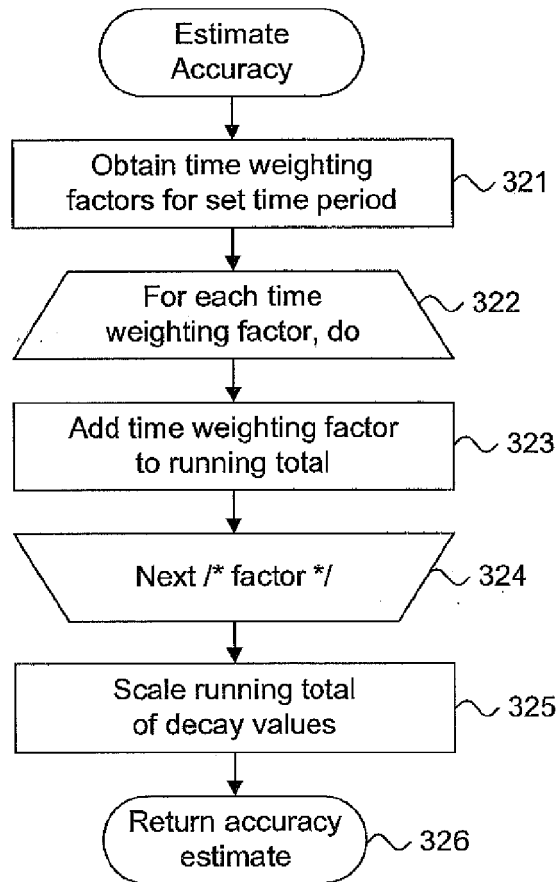 Estimate
Accuracy
Obtain time weighting
factors for set time period
321
For each time
weighting factor, do
322
Add time weighting factor
to running total
323
Next /* factor */
324
Scale running total
of decay values
325
Return accuracy
estimate
326